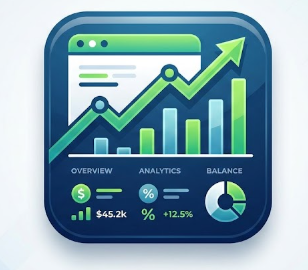 OVERVIEW ANALYTICS BALANCE
$ %
$45.2k % +12.5%